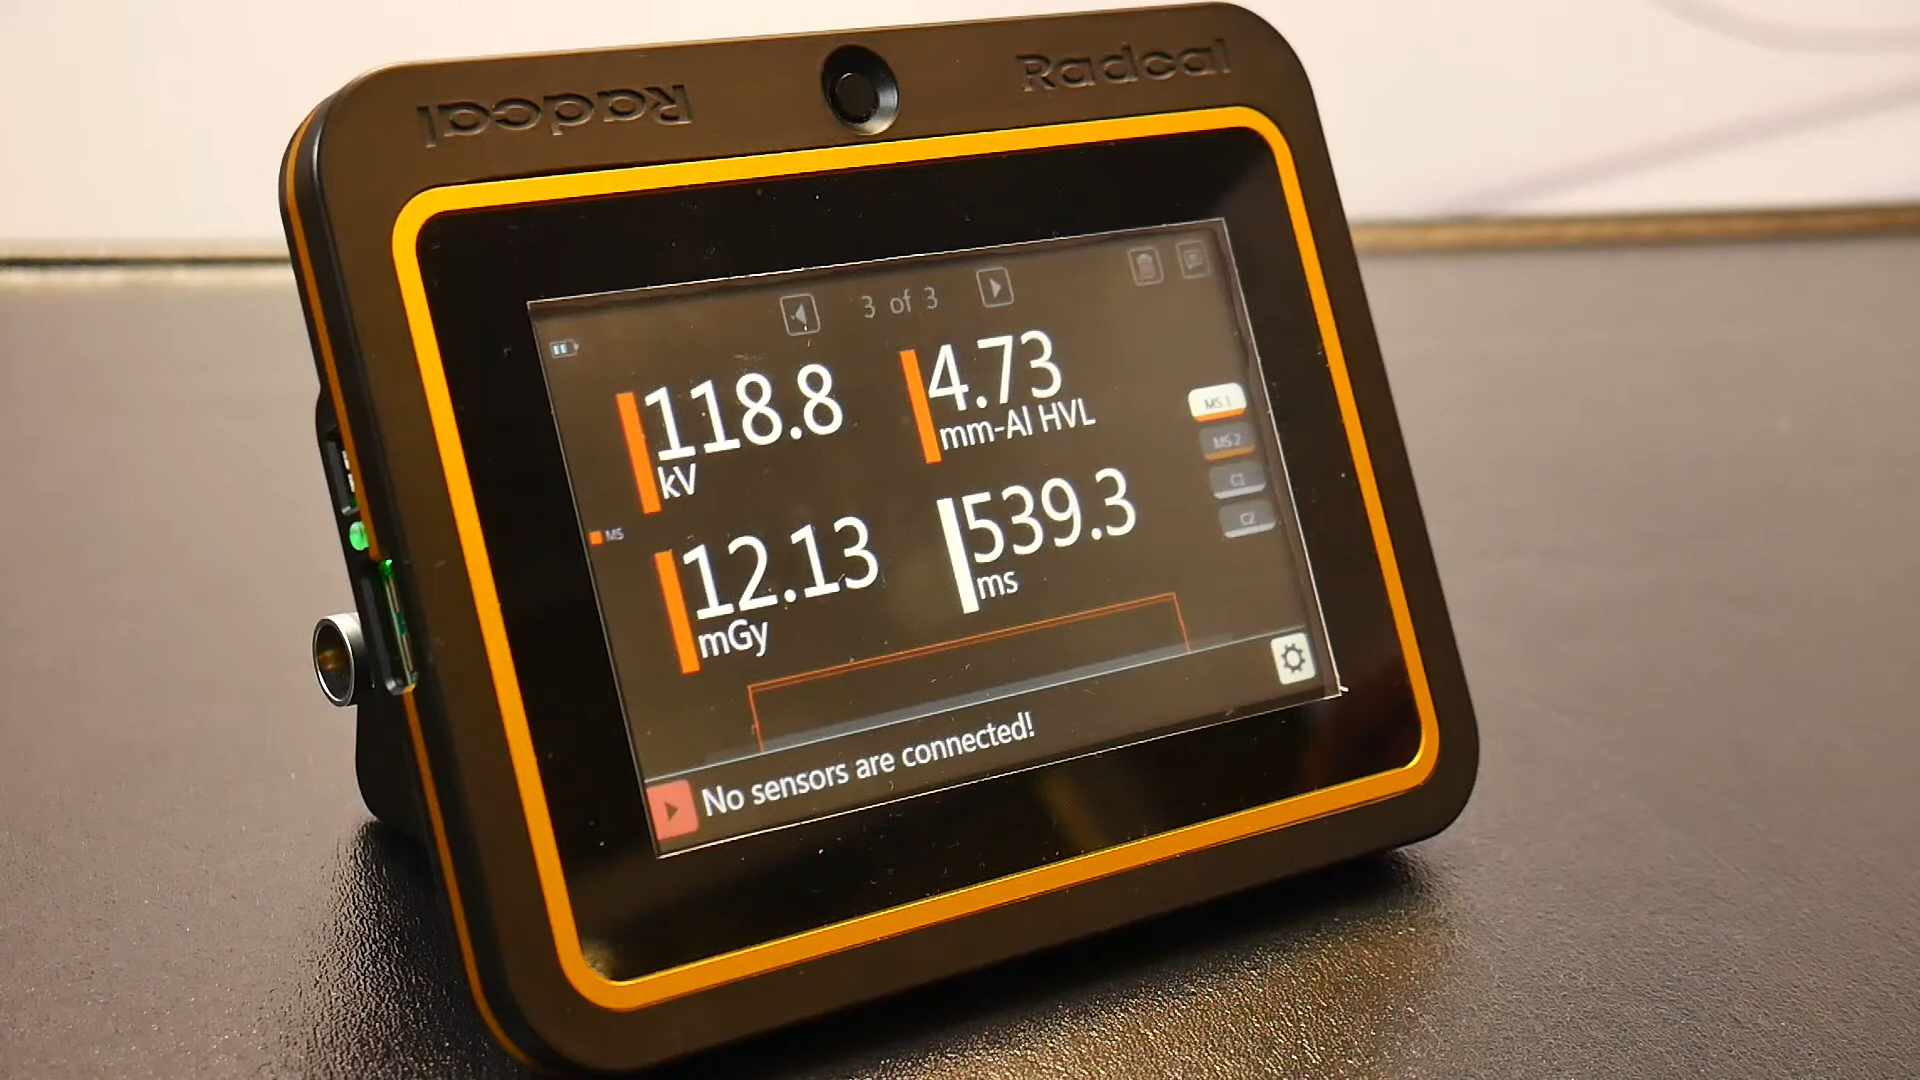 Radcal Radcal
3 of 3
118.8
kV
4.73
mm-Al HVL
MS 1
MS 2
C1
C2
MS
12.13
mGy
539.3
ms
No sensors are connected!